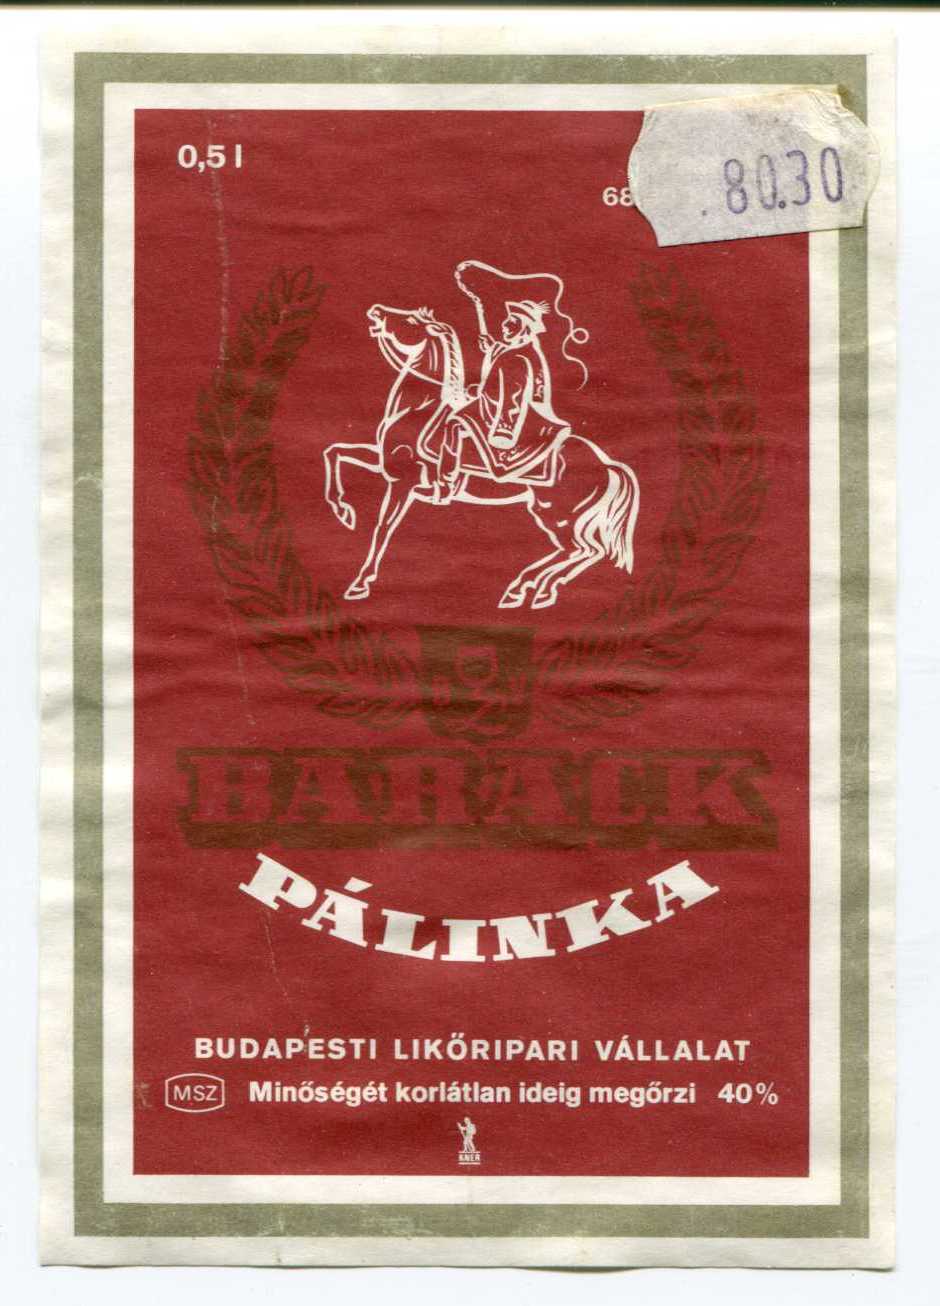 0,5 l
80.30
68
BARACK
PÁLINKA
BUDAPESTI LIKŐRIPARI VÁLLALAT
MSZ Minőségét korlátlan ideig megőrzi 40%
KNER